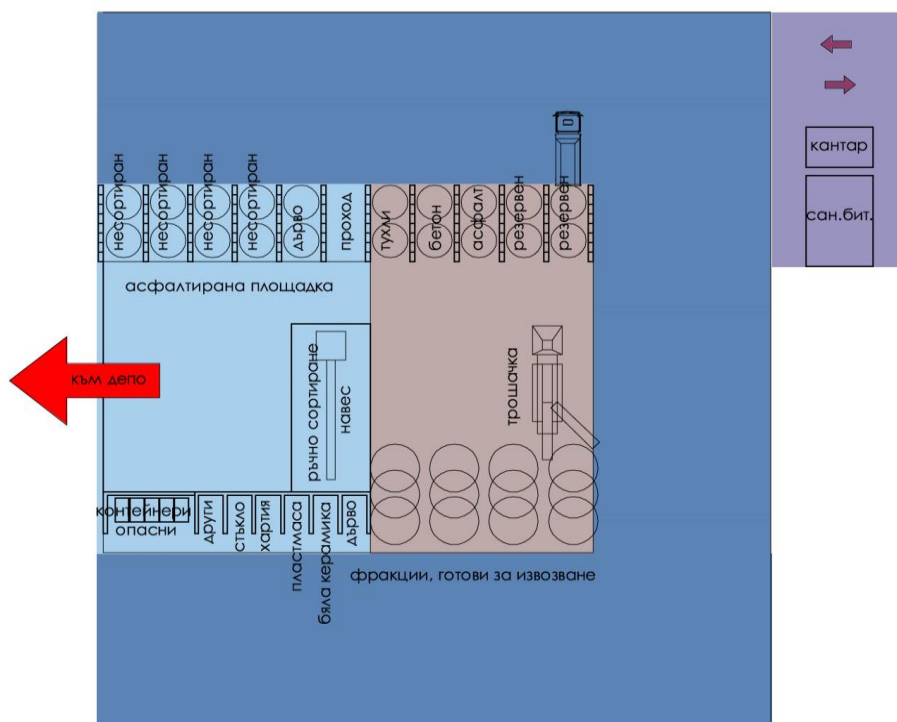 кантар
сан.бит.
несортиран
несортиран
несортиран
несортиран
дърво
проход
тухли
бетон
асфалт
резервен
резервен
асфалтирана площадка
към депо
ръчно сортиране
навес
трошачка
контейнери
опасни
други
стъкло
хартия
пластмаса
бяла керамика
дърво
фракции, готови за извозване